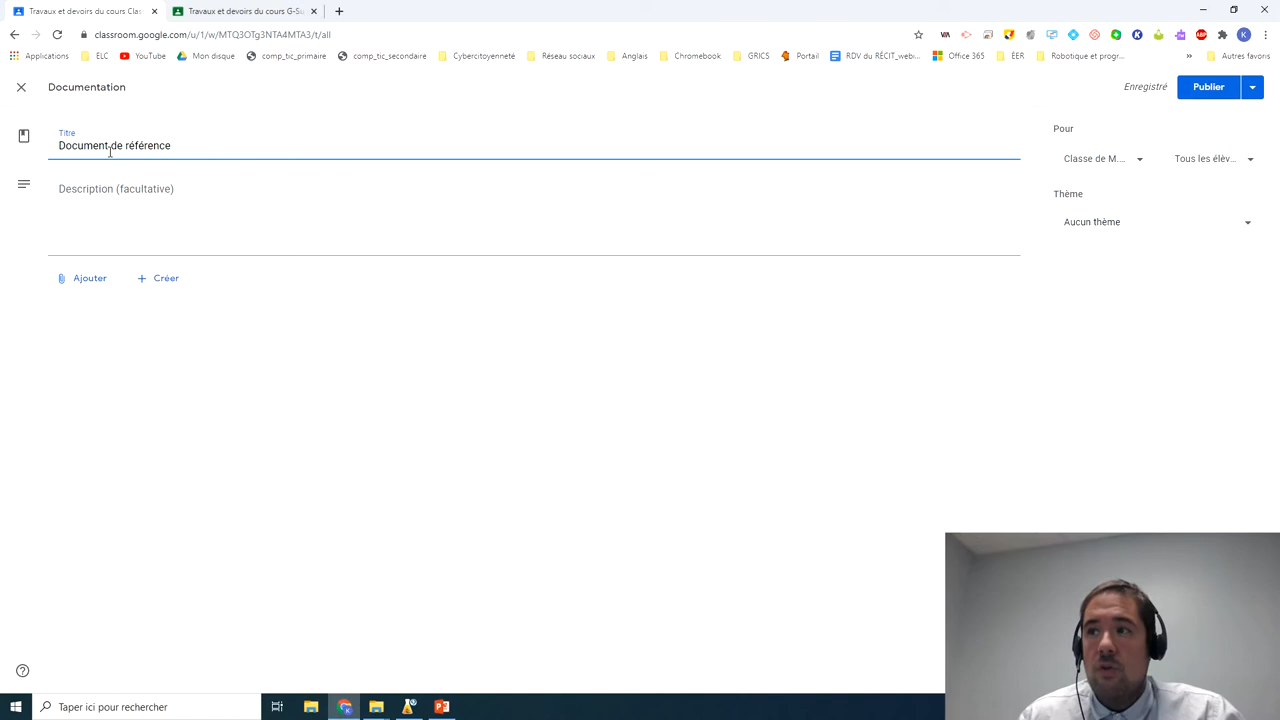 Travaux et devoirs du cours Clas
Travaux et devoirs du cours G-Su
classroom.google.com/u/1/w/MTQ3OTg3NTA4MTA3/t/all
Applications ELC YouTube Mon disque comp_tic_primaire comp_tic_secondaire Cybercitoyenneté Réseau sociaux Anglais Chromebook GRICS Portail RDV du RÉCIT_web... Office 365 ÉER Robotique et progr... » Autres favoris
Documentation
Enregistré
Publier
Titre
Document de référence
Description (facultative)
Ajouter
Créer
Pour
Classe de M....
Tous les élèv...
Thème
Aucun thème
Taper ici pour rechercher